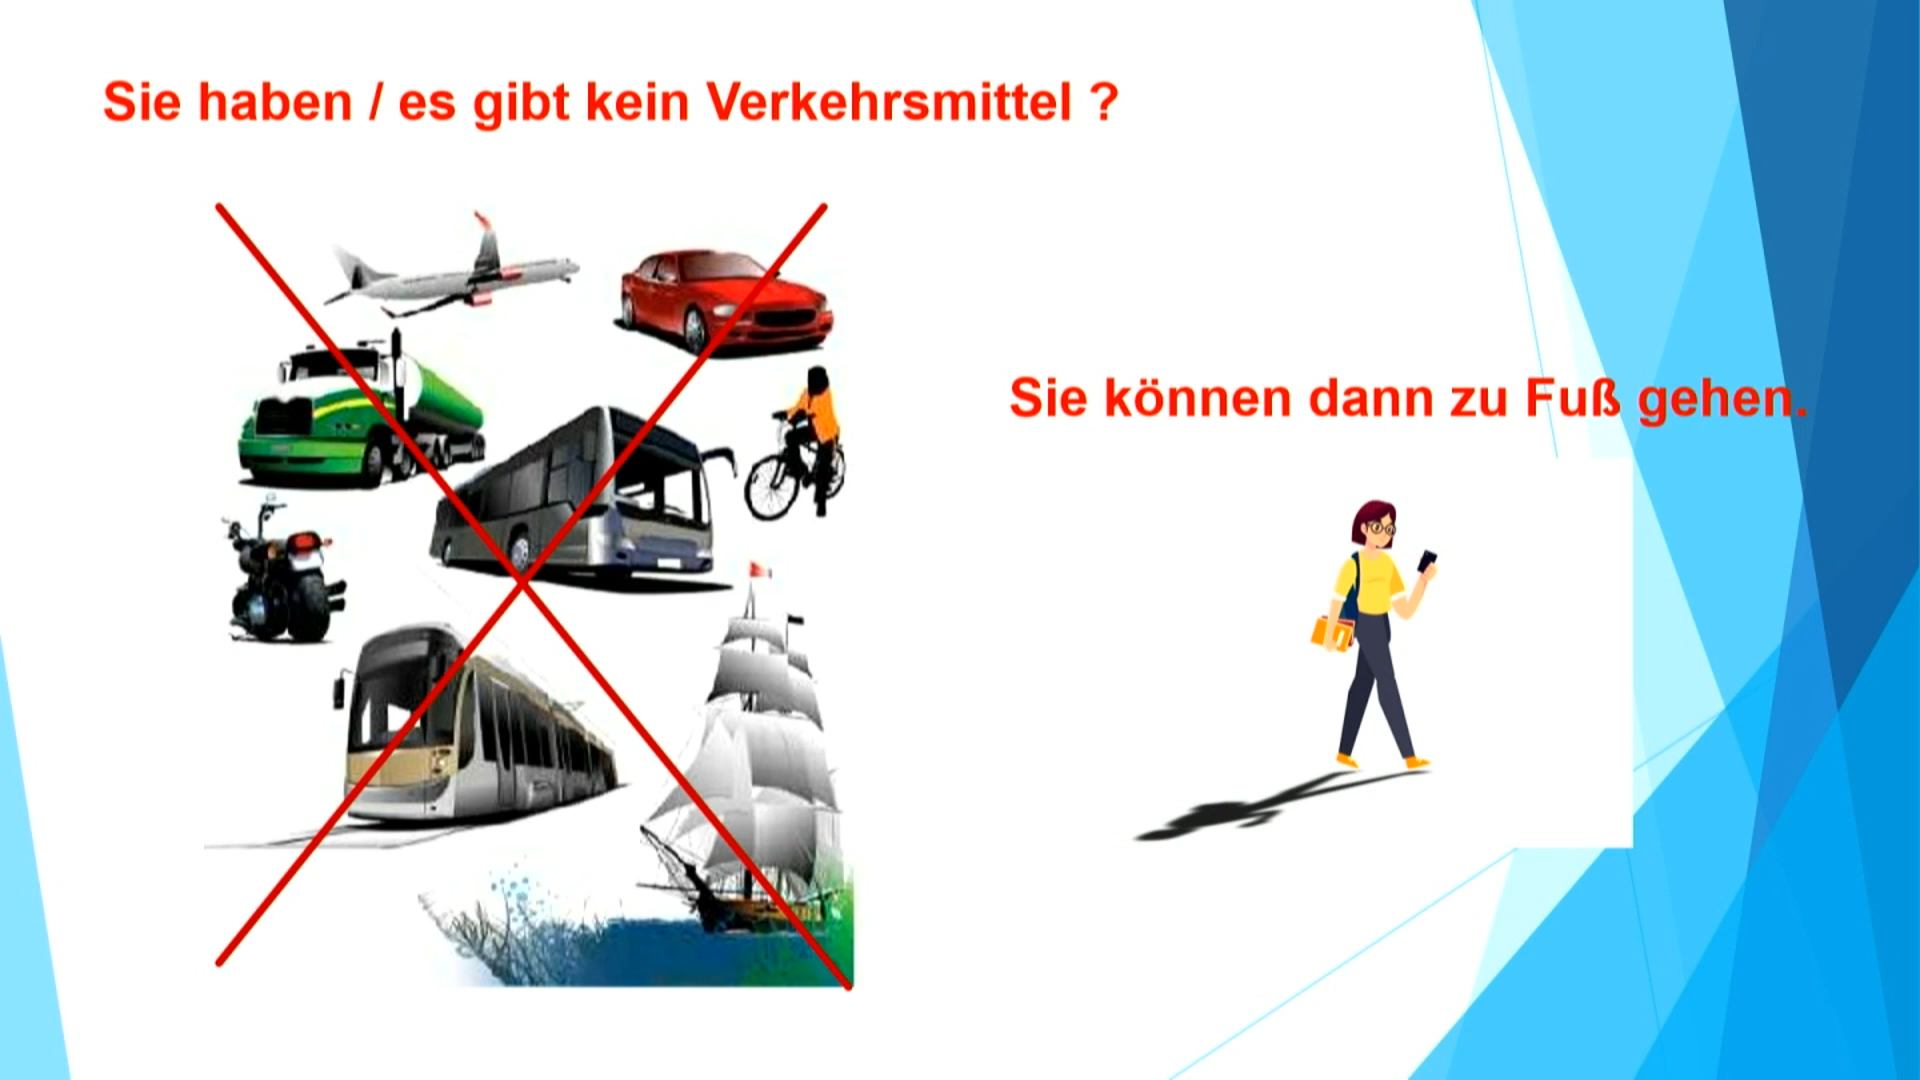 Sie haben / es gibt kein Verkehrsmittel ?
Sie können dann zu Fuß gehen.